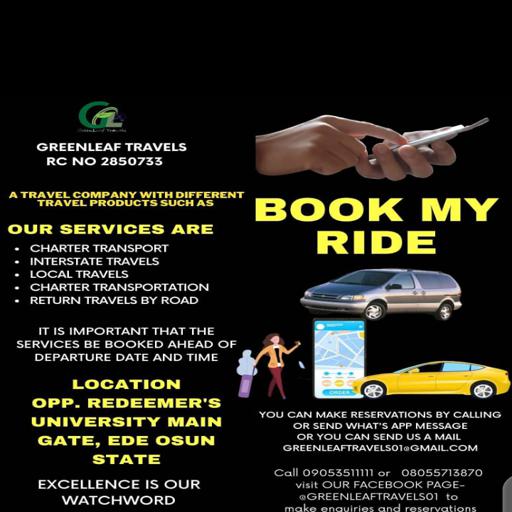 GreenLeaf Travels
GREENLEAF TRAVELS
RC NO 2850733
A TRAVEL COMPANY WITH DIFFERENT
TRAVEL PRODUCTS SUCH AS
OUR SERVICES ARE
• CHARTER TRANSPORT
• INTERSTATE TRAVELS
• LOCAL TRAVELS
• CHARTER TRANSPORTATION
• RETURN TRAVELS BY ROAD
IT IS IMPORTANT THAT THE
SERVICES BE BOOKED AHEAD OF
DEPARTURE DATE AND TIME
LOCATION
OPP. REDEEMER'S
UNIVERSITY MAIN
GATE, EDE OSUN
STATE
EXCELLENCE IS OUR
WATCHWORD
BOOK MY
RIDE
ORDER
YOU CAN MAKE RESERVATIONS BY CALLING
OR SEND WHAT'S APP MESSAGE
OR YOU CAN SEND US A MAIL
GREENLEAFTRAVELS01@GMAIL.COM
Call 09053511111 or 08055713870
visit OUR FACEBOOK PAGE-
@GREENLEAFTRAVELS01 to
make enquiries and reservations